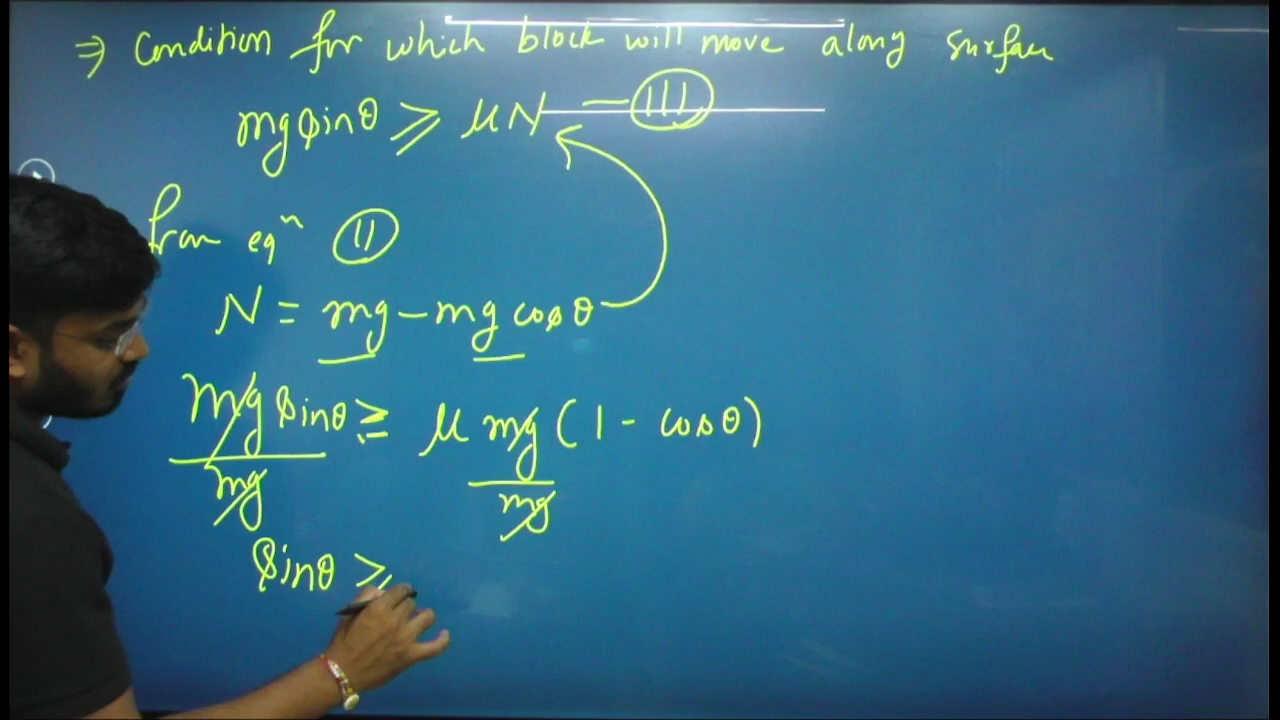 ⇒ Condition for which block will move along surface
mg sinθ ≥ μN — III
from eqⁿ II
N = mg - mg cosθ
mg sinθ ≥ μ mg (1 - cosθ)
mg mg
sinθ ≥